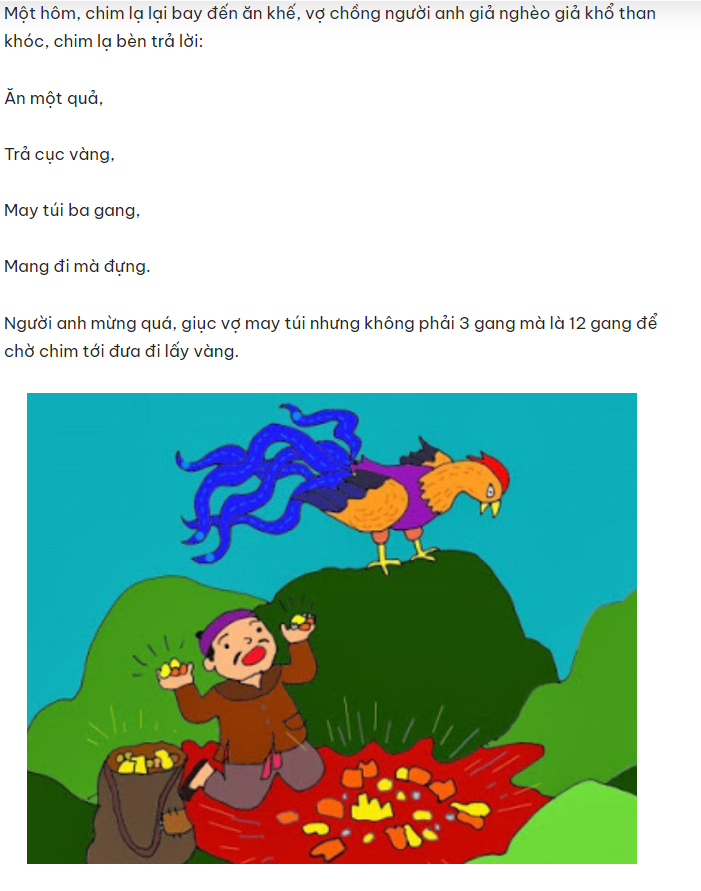 Một hôm, chim lạ lại bay đến ăn khế, vợ chồng người anh giả nghèo giả khổ than
khóc, chim lạ bèn trả lời:
Ăn một quả,
Trả cục vàng,
May túi ba gang,
Mang đi mà đựng.
Người anh mừng quá, giục vợ may túi nhưng không phải 3 gang mà là 12 gang để
chờ chim tới đưa đi lấy vàng.